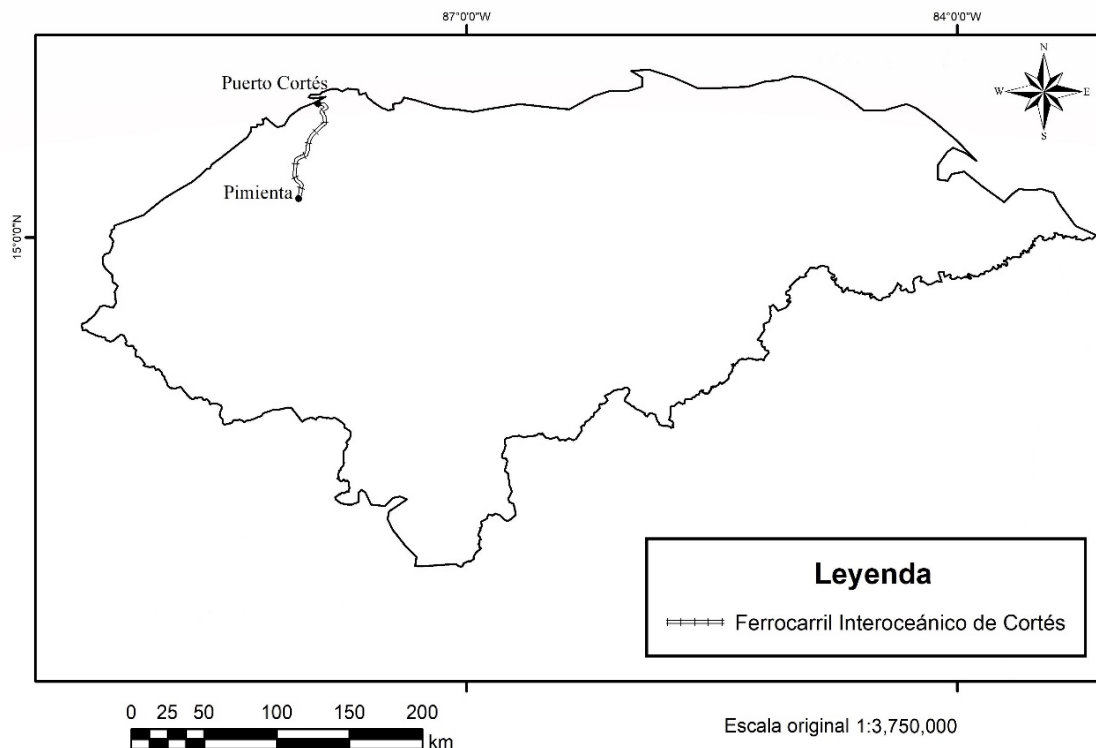 87°0'0"W
84°0'0"W
N
W
E
S
Puerto Cortés
Pimienta
15°0'0"N
Leyenda
Ferrocarril Interoceánico de Cortés
0 25 50 100 150 200
km
Escala original 1:3,750,000